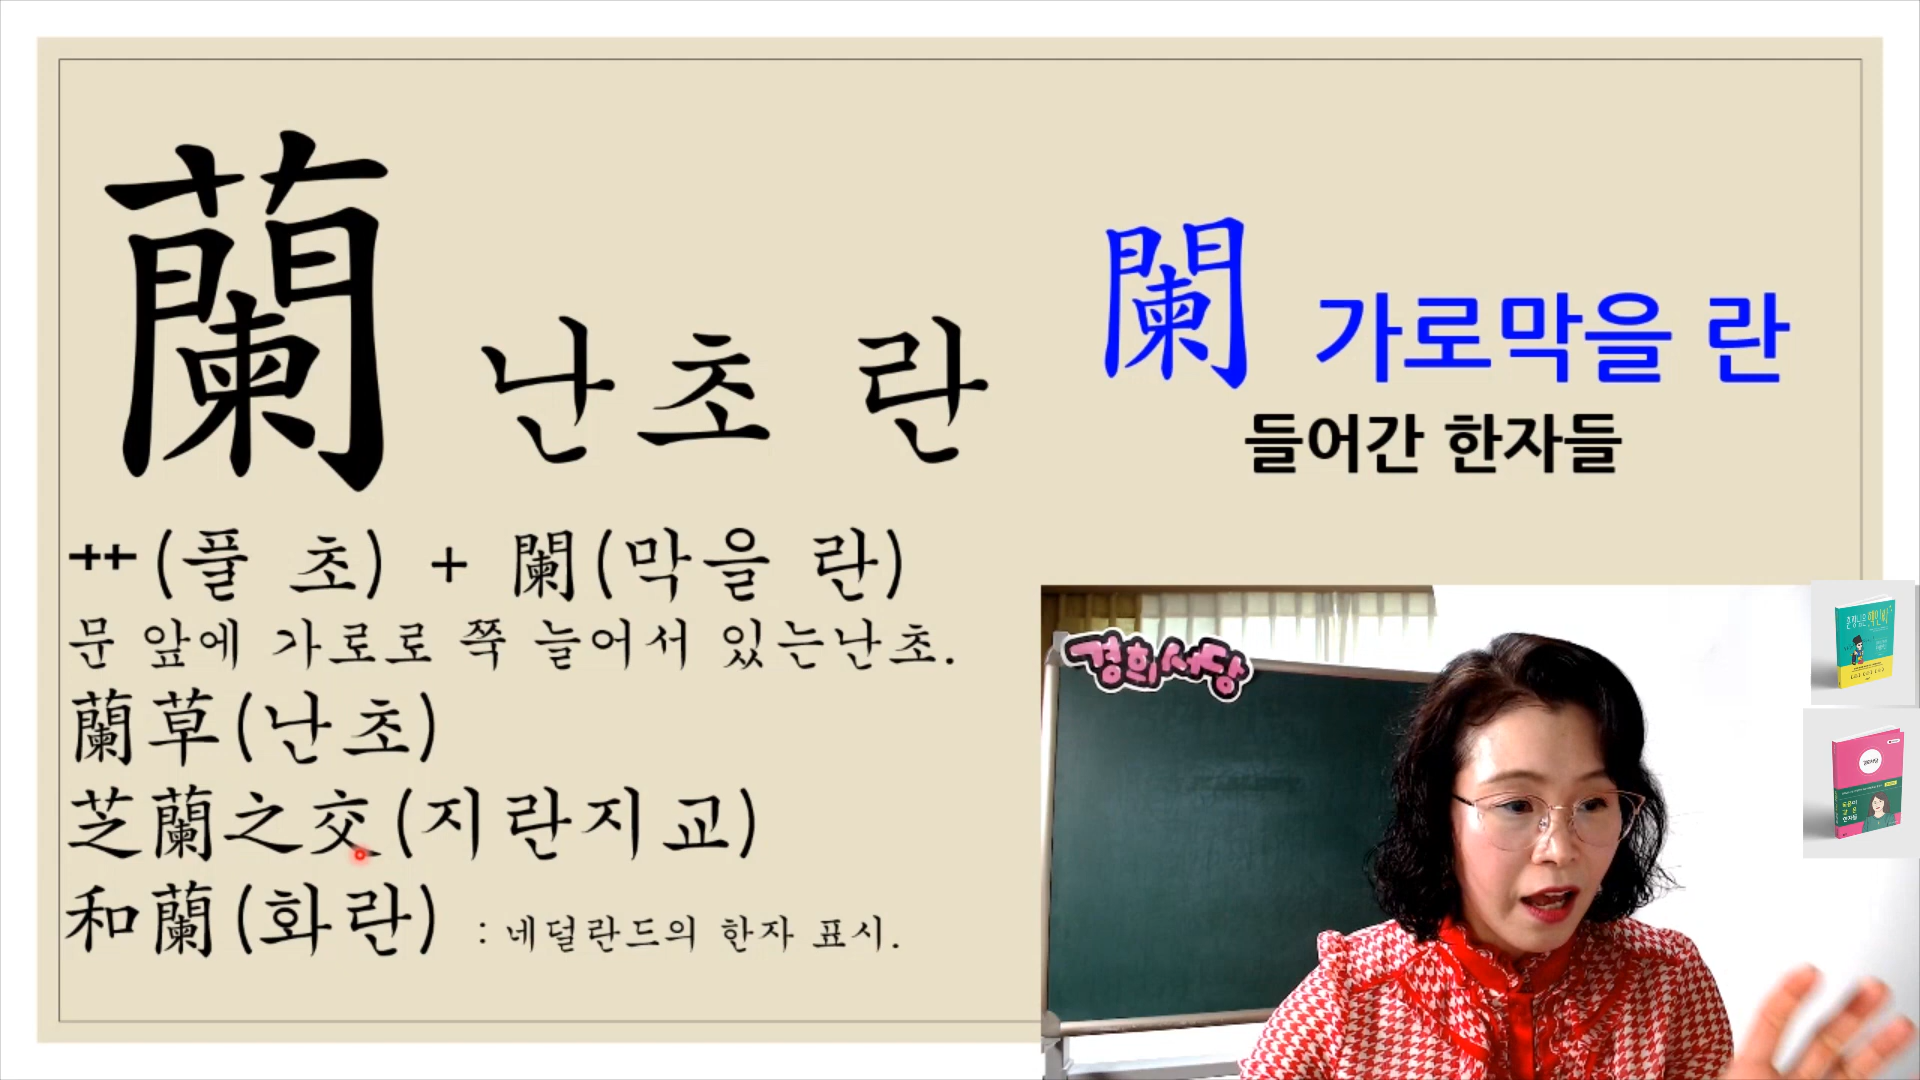 蘭 난초 란
闌 가로막을 란
들어간 한자들
++(풀 초) + 闌(막을 란)
문 앞에 가로로 쭉 늘어서 있는난초.
蘭草(난초)
芝蘭之交(지란지교)
和蘭(화란) : 네덜란드의 한자 표시.
경희서당